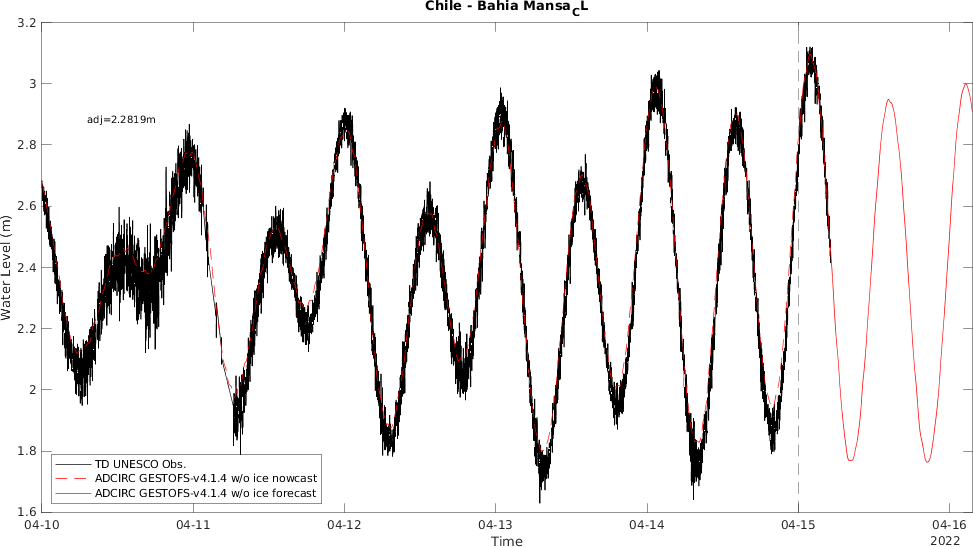 Chile - Bahia MansaCL
3.2
3
2.8
2.6
2.4
2.2
2
1.8
1.6
Water Level (m)
adj=2.2819m
TD UNESCO Obs.
ADCIRC GESTOFS-v4.1.4 w/o ice nowcast
ADCIRC GESTOFS-v4.1.4 w/o ice forecast
04-10 04-11 04-12 04-13 04-14 04-15 04-16
Time 2022